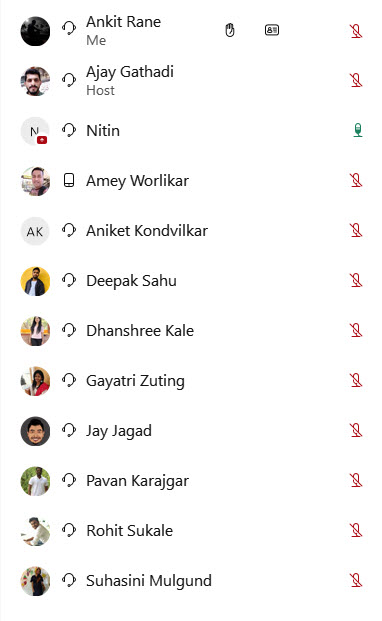 Ankit Rane
Me
Ajay Gathadi
Host
N
Nitin
Amey Worlikar
AK
Aniket Kondvilkar
Deepak Sahu
Dhanshree Kale
Gayatri Zuting
Jay Jagad
Pavan Karajgar
Rohit Sukale
Suhasini Mulgund